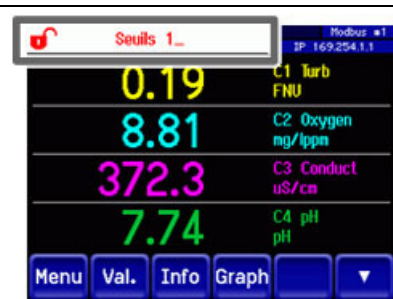 Seuils 1_
Modbus #1
IP 169.254.1.1
0.19
C1 Turb
FNU
8.81
C2 Oxygen
mg/lppm
372.3
C3 Conduct
uS/cm
7.74
C4 pH
pH
Menu Val. Info Graph ▼